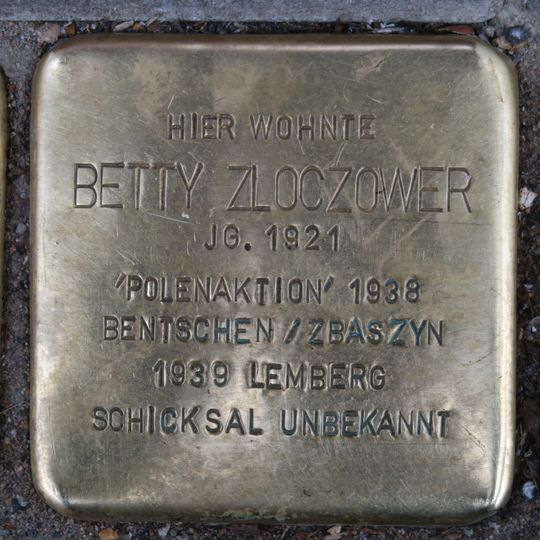 HIER WOHNTE
BETTY ZLOCZOWER
JG. 1921
'POLENAKTION' 1938
BENTSCHEN / ZBASZYN
1939 LEMBERG
SCHICKSAL UNBEKANNT